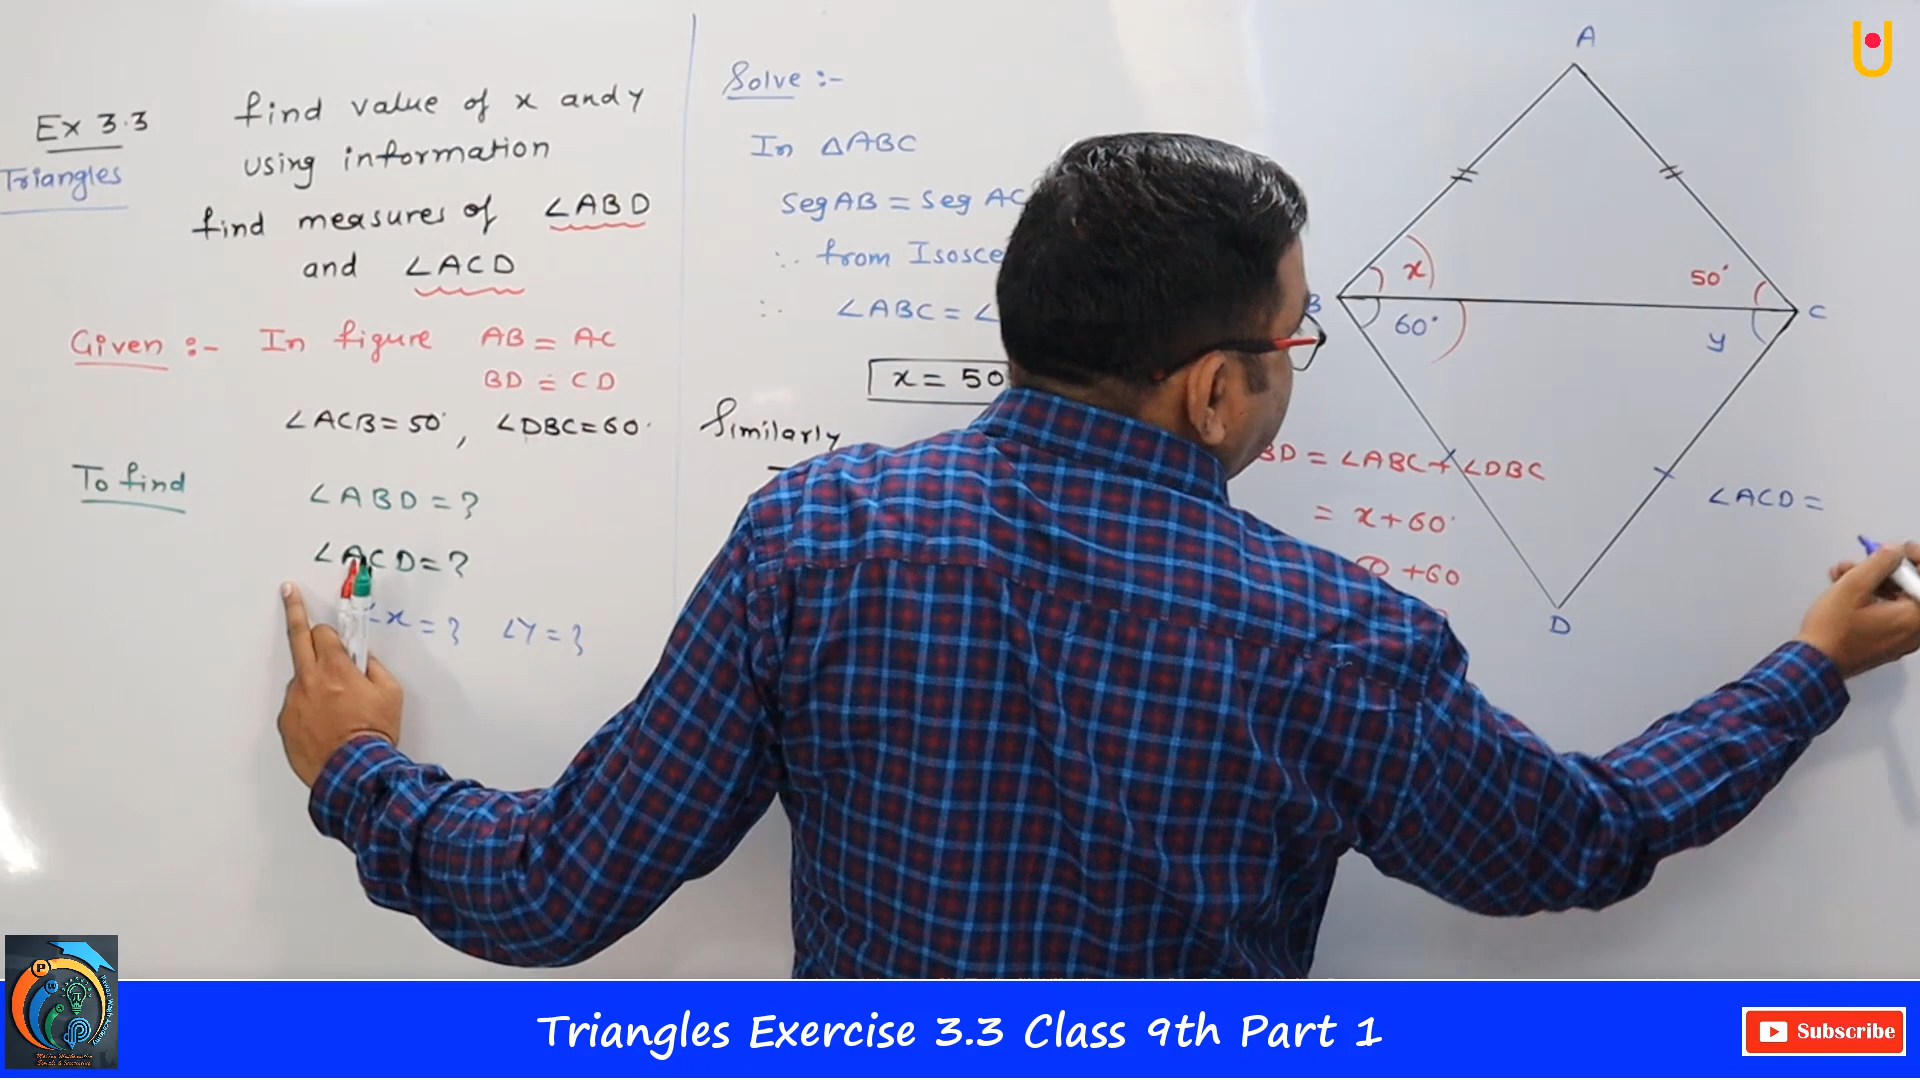 Ex 3.3
Triangles
find value of x and y
using information
find measures of ∠ABD
and ∠ACD
Given :- In figure AB = AC
BD = CD
∠ACB = 50°, ∠DBC = 60°
To find
∠ABD = ?
∠ACD = ?
∠x = ? ∠Y = ?
Solve :-
In △ABC
Seg AB = Seg AC
∴ from
∴ ∠ABC = ∠
x = 50
Similarly
BD = ∠ABC + ∠DBC
= x + 60°
+60
A
B
C
D
x
50°
60°
y
∠ACD =
U
Triangles Exercise 3.3 Class 9th Part 1
Subscribe